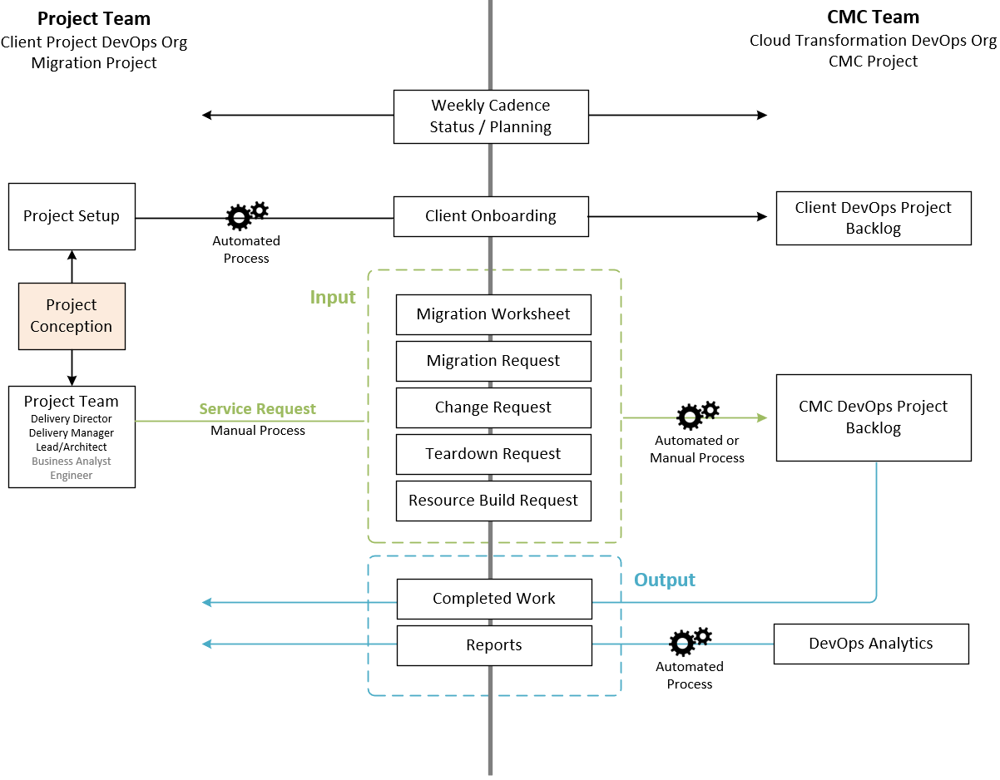 Project Team
Client Project DevOps Org
Migration Project
CMC Team
Cloud Transformation DevOps Org
CMC Project
Weekly Cadence
Status / Planning
Project Setup
Automated
Process
Client Onboarding
Client DevOps Project
Backlog
Project
Conception
Input
Migration Worksheet
Migration Request
Change Request
Teardown Request
Resource Build Request
Project Team
Delivery Director
Delivery Manager
Lead/Architect
Business Analyst
Engineer
Service Request
Manual Process
Automated or
Manual Process
CMC DevOps Project
Backlog
Output
Completed Work
Reports
Automated
Process
DevOps Analytics